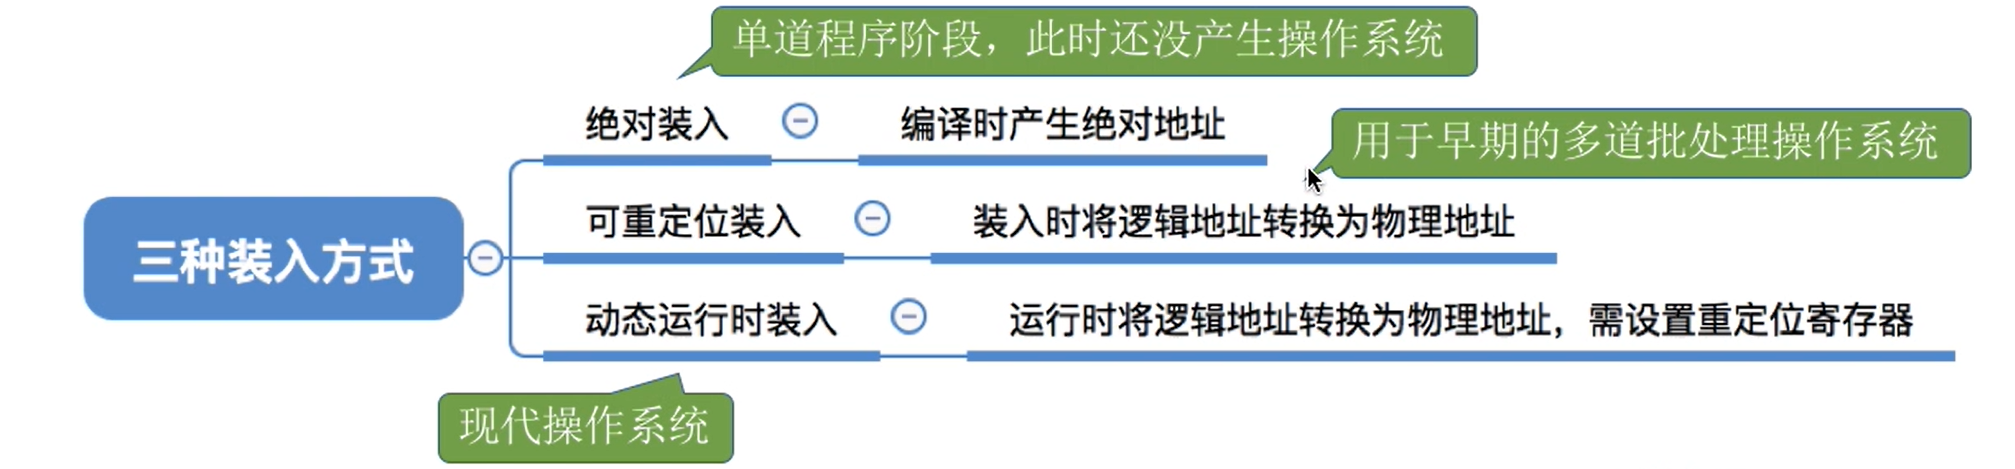 单道程序阶段，此时还没产生操作系统
绝对装入
编译时产生绝对地址
用于早期的多道批处理操作系统
三种装入方式
可重定位装入
装入时将逻辑地址转换为物理地址
动态运行时装入
运行时将逻辑地址转换为物理地址，需设置重定位寄存器
现代操作系统